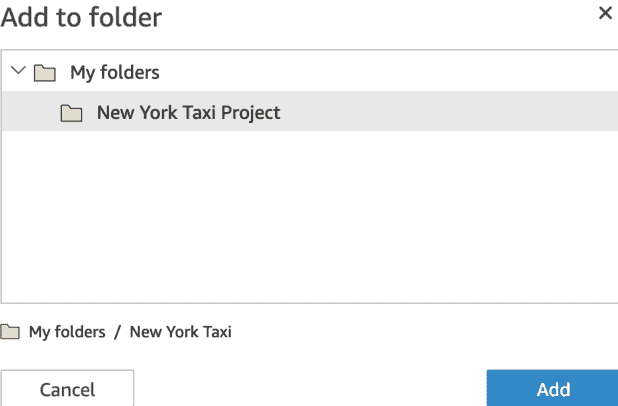 Add to folder
My folders
New York Taxi Project
My folders / New York Taxi
Cancel
Add